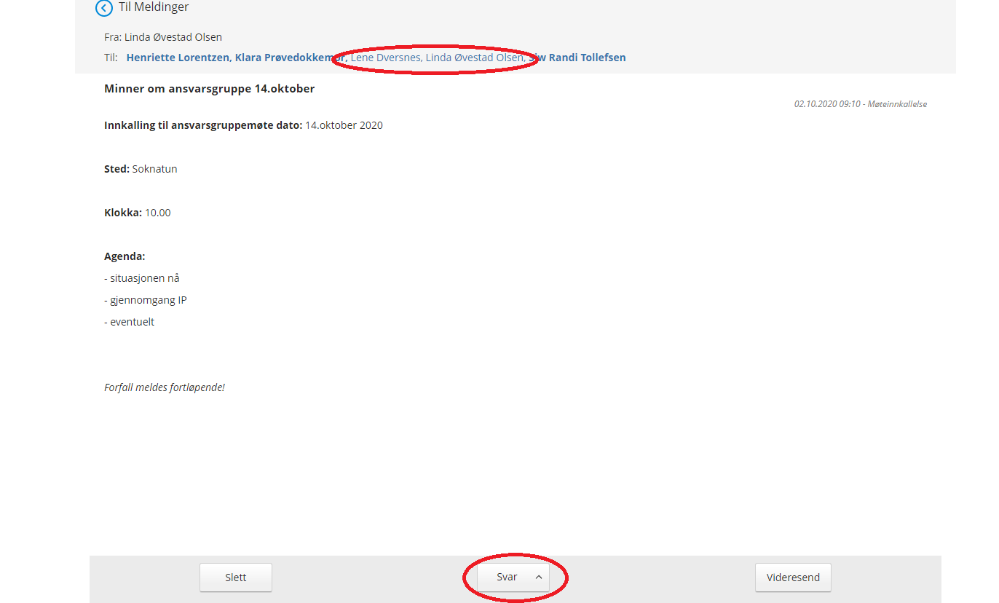 Til Meldinger
Fra: Linda Øvestad Olsen
Til: Henriette Lorentzen, Klara Prøvedokkemor, Lene Dversnes, Linda Øvestad Olsen, Siw Randi Tollefsen
Minner om ansvarsgruppe 14.oktober
02.10.2020 09:10 - Møteinnkallelse
Innkalling til ansvarsgruppemøte dato: 14.oktober 2020
Sted: Soknatun
Klokka: 10.00
Agenda:
- situasjonen nå
- gjennomgang IP
- eventuelt
Forfall meldes fortløpende!
Slett Svar Videresend